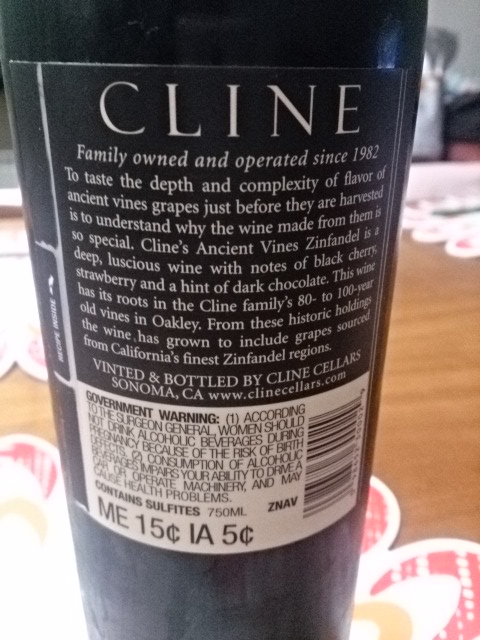 CLINE
Family owned and operated since 1982
To taste the depth and complexity of flavor of
ancient vines grapes just before they are harvested
is to understand why the wine made from them is
so special. Cline's Ancient Vines Zinfandel is a
deep, luscious wine with notes of black cherry,
strawberry and a hint of dark chocolate. This wine
has its roots in the Cline family's 80- to 100-year
old vines in Oakley. From these historic holdings
the wine has grown to include grapes sourced
from California's finest Zinfandel regions.
VINTED & BOTTLED BY CLINE CELLARS
SONOMA, CA www.clinecellars.com
RECIPE INSIDE
GOVERNMENT WARNING: (1) ACCORDING
TO THE SURGEON GENERAL, WOMEN SHOULD
NOT DRINK ALCOHOLIC BEVERAGES DURING
PREGNANCY BECAUSE OF THE RISK OF BIRTH
DEFECTS. (2) CONSUMPTION OF ALCOHOLIC
BEVERAGES IMPAIRS YOUR ABILITY TO DRIVE A
CAR OR OPERATE MACHINERY, AND MAY
CAUSE HEALTH PROBLEMS.
CONTAINS SULFITES 750ML ZNAV
ME 15¢ IA 5¢